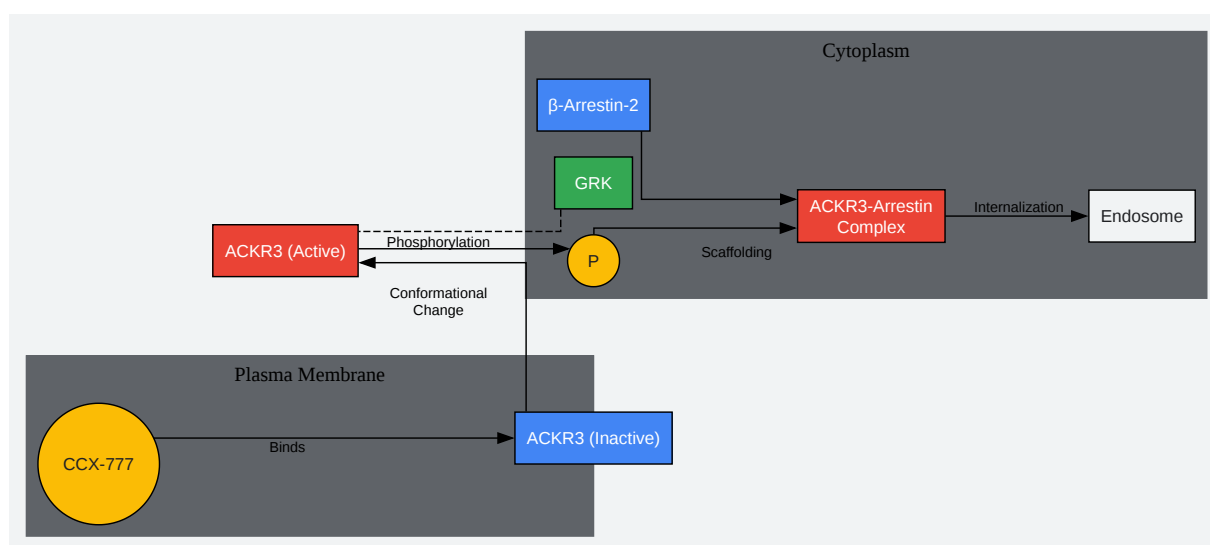 Cytoplasm
β-Arrestin-2
GRK
ACKR3-Arrestin
Complex
Internalization
Endosome
ACKR3 (Active)
Phosphorylation
P
Scaffolding
Conformational
Change
Plasma Membrane
CCX-777
Binds
ACKR3 (Inactive)